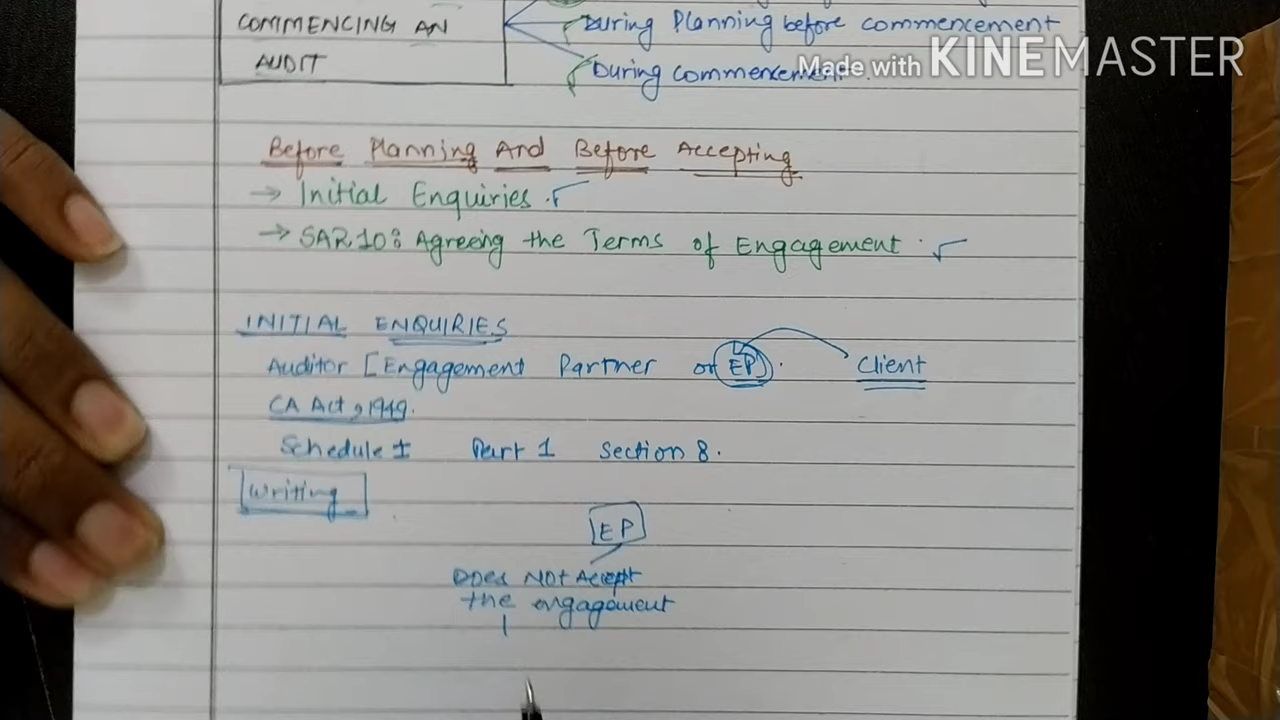 COMMENCING AN
AUDIT
During Planning before commencement
During commencement.
Made with KINEMASTER
Before Planning And Before Accepting
→ Initial Enquiries.
→ SAR 210: Agreeing the Terms of Engagement.
INITIAL ENQUIRIES
Auditor [Engagement Partner or EP]. Client
CA Act, 1949.
Schedule I Part 1 Section 8.
Writing
EP
Does Not Accept
the engagement